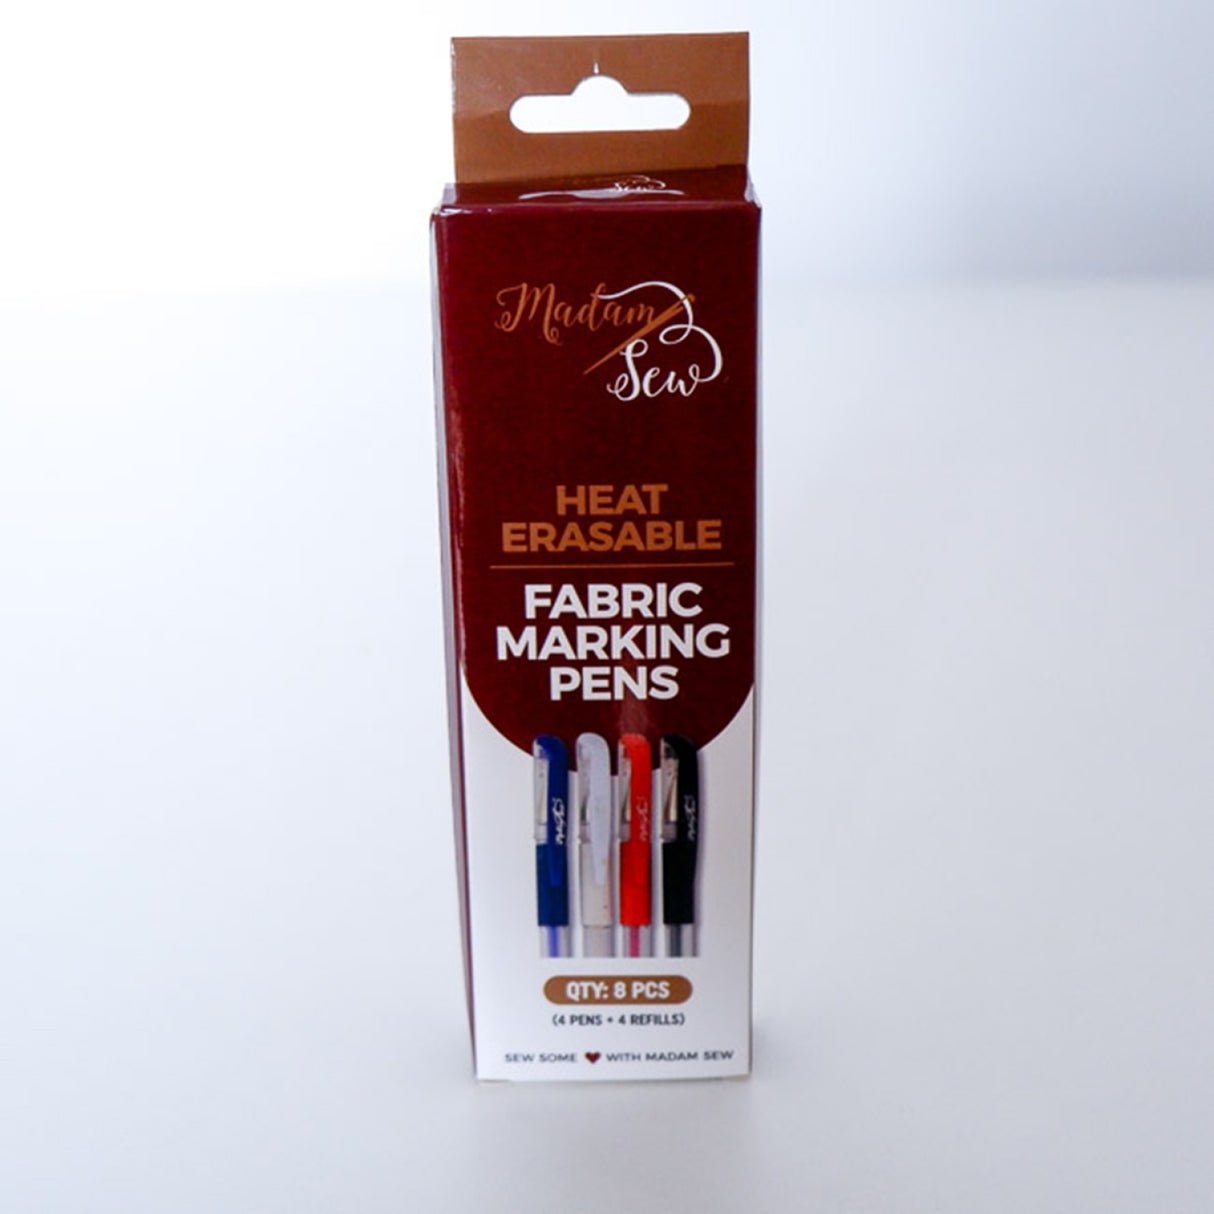 Sew
Madam
Sew
HEAT
ERASABLE
FABRIC
MARKING
PENS
QTY: 8 PCS
(4 PENS + 4 REFILLS)
SEW SOME ❤ WITH MADAM SEW